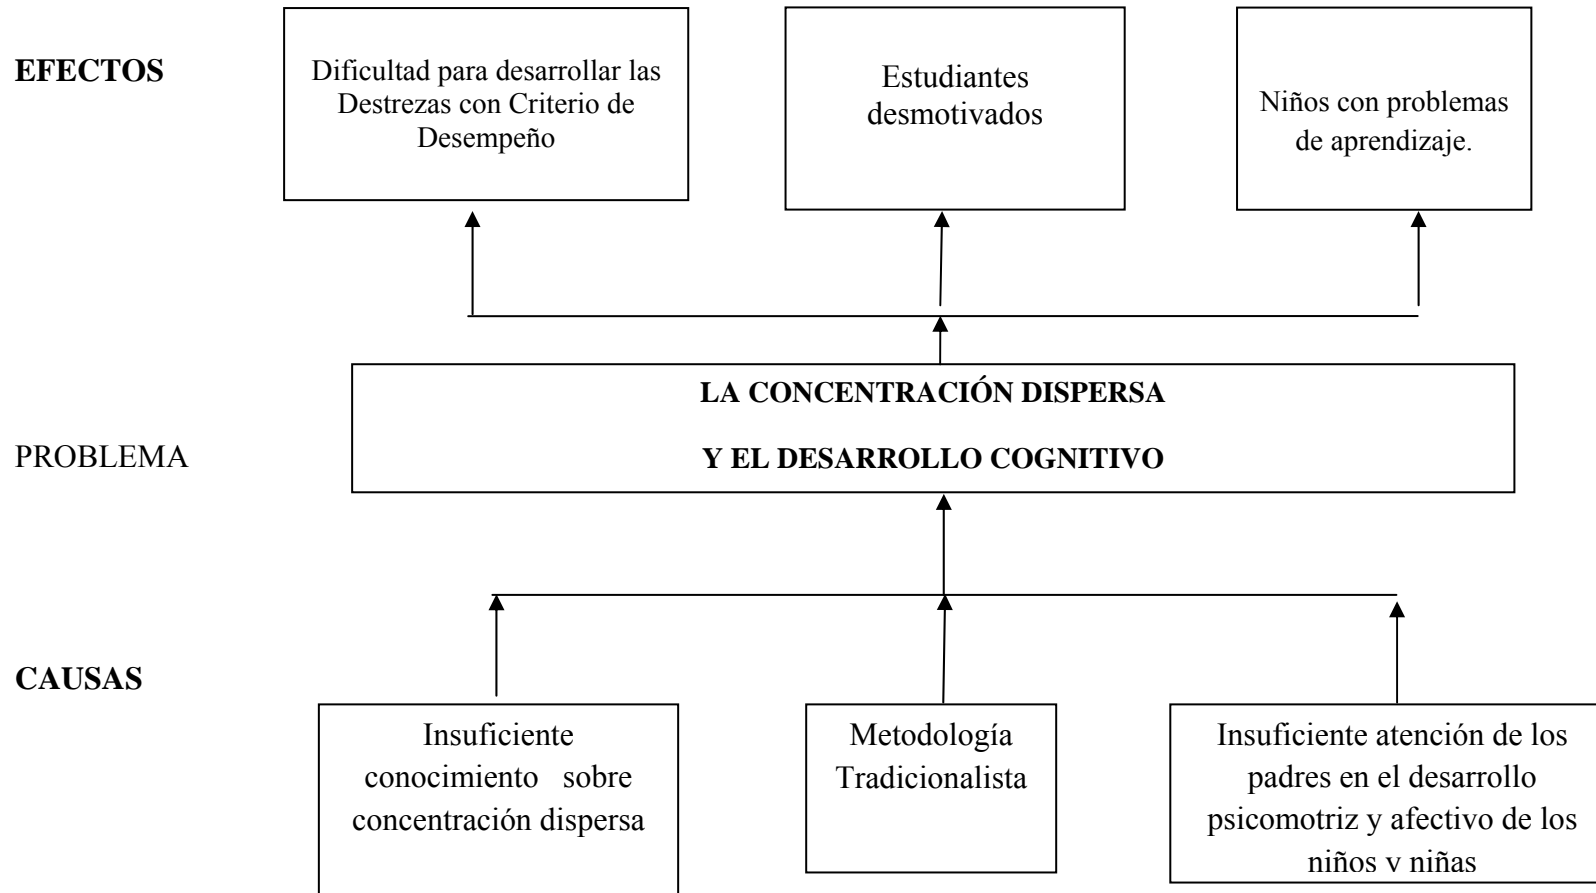 EFECTOS
Dificultad para desarrollar las
Destrezas con Criterio de
Desempeño
Estudiantes
desmotivados
Niños con problemas
de aprendizaje.
PROBLEMA
LA CONCENTRACIÓN DISPERSA
Y EL DESARROLLO COGNITIVO
CAUSAS
Insuficiente
conocimiento sobre
concentración dispersa
Metodología
Tradicionalista
Insuficiente atención de los
padres en el desarrollo
psicomotriz y afectivo de los
niños y niñas